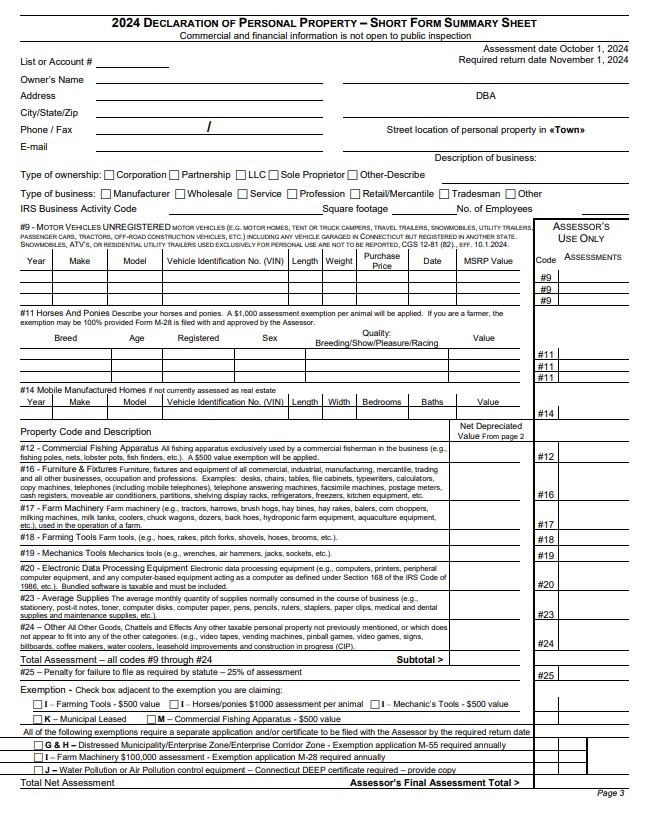 2024 DECLARATION OF PERSONAL PROPERTY – SHORT FORM SUMMARY SHEET
Commercial and financial information is not open to public inspection
Assessment date October 1, 2024
List or Account #
Required return date November 1, 2024
Owner's Name
Address
DBA
City/State/Zip
Phone / Fax /
Street location of personal property in «Town»
E-mail
Description of business:
Type of ownership: Corporation Partnership LLC Sole Proprietor Other-Describe
Type of business: Manufacturer Wholesale Service Profession Retail/Mercantile Tradesman Other
IRS Business Activity Code Square footage No. of Employees
#9 - MOTOR VEHICLES UNREGISTERED MOTOR VEHICLES (E.G. MOTOR HOMES, TENT OR TRUCK CAMPERS, TRAVEL TRAILERS, SNOWMOBILES, UTILITY TRAILERS,
PASSENGER CARS, TRACTORS, OFF-ROAD CONSTRUCTION VEHICLES, ETC.) INCLUDING ANY VEHICLE GARAGED IN CONNECTICUT BUT REGISTERED IN ANOTHER STATE.
SNOWMOBILES, ATV'S, OR RESIDENTIAL UTILITY TRAILERS USED EXCLUSIVELY FOR PERSONAL USE ARE NOT TO BE REPORTED, CGS 12-81 (82)., EFF. 10.1.2024.
ASSESSOR'S
USE ONLY
Year Make Model Vehicle Identification No. (VIN) Length Weight Purchase Price Date MSRP Value
Code ASSESSMENTS
#9
#9
#9
#11 Horses And Ponies Describe your horses and ponies. A $1,000 assessment exemption per animal will be applied. If you are a farmer, the
exemption may be 100% provided Form M-28 is filed with and approved by the Assessor.
Breed Age Registered Sex Quality: Breeding/Show/Pleasure/Racing Value
#11
#11
#11
#14 Mobile Manufactured Homes if not currently assessed as real estate
Year Make Model Vehicle Identification No. (VIN) Length Width Bedrooms Baths Value
#14
Property Code and Description
Net Depreciated
Value From page 2
#12 - Commercial Fishing Apparatus All fishing apparatus exclusively used by a commercial fisherman in the business (e.g.,
fishing poles, nets, lobster pots, fish finders, etc.). A $500 value exemption will be applied.
#12
#16 - Furniture & Fixtures Furniture, fixtures and equipment of all commercial, industrial, manufacturing, mercantile, trading
and all other businesses, occupation and professions. Examples: desks, chairs, tables, file cabinets, typewriters, calculators,
copy machines, telephones (including mobile telephones), telephone answering machines, facsimile machines, postage meters,
cash registers, moveable air conditioners, partitions, shelving display racks, refrigerators, freezers, kitchen equipment, etc.
#16
#17 - Farm Machinery Farm machinery (e.g., tractors, harrows, brush hogs, hay bines, hay rakes, balers, corn choppers,
milking machines, milk tanks, coolers, chuck wagons, dozers, back hoes, hydroponic farm equipment, aquaculture equipment,
etc.), used in the operation of a farm.
#17
#18 - Farming Tools Farm tools, (e.g., hoes, rakes, pitch forks, shovels, hoses, brooms, etc.).
#18
#19 - Mechanics Tools Mechanics tools (e.g., wrenches, air hammers, jacks, sockets, etc.).
#19
#20 - Electronic Data Processing Equipment Electronic data processing equipment (e.g., computers, printers, peripheral
computer equipment, and any computer-based equipment acting as a computer as defined under Section 168 of the IRS Code of
1986, etc.). Bundled software is taxable and must be included.
#20
#23 - Average Supplies The average monthly quantity of supplies normally consumed in the course of business (e.g.,
stationery, post-it notes, toner, computer disks, computer paper, pens, pencils, rulers, staplers, paper clips, medical and dental
supplies and maintenance supplies, etc.).
#23
#24 – Other All Other Goods, Chattels and Effects Any other taxable personal property not previously mentioned, or which does
not appear to fit into any of the other categories. (e.g., video tapes, vending machines, pinball games, video games, signs,
billboards, coffee makers, water coolers, leasehold improvements and construction in progress (CIP).
#24
Total Assessment – all codes #9 through #24 Subtotal >
#25 – Penalty for failure to file as required by statute – 25% of assessment
#25
Exemption - Check box adjacent to the exemption you are claiming:
I – Farming Tools - $500 value I – Horses/ponies $1000 assessment per animal I – Mechanic's Tools - $500 value
K – Municipal Leased M – Commercial Fishing Apparatus - $500 value
All of the following exemptions require a separate application and/or certificate to be filed with the Assessor by the required return date
G & H – Distressed Municipality/Enterprise Zone/Enterprise Corridor Zone - Exemption application M-55 required annually
I – Farm Machinery $100,000 assessment - Exemption application M-28 required annually
J – Water Pollution or Air Pollution control equipment – Connecticut DEEP certificate required – provide copy
Total Net Assessment Assessor's Final Assessment Total >
Page 3